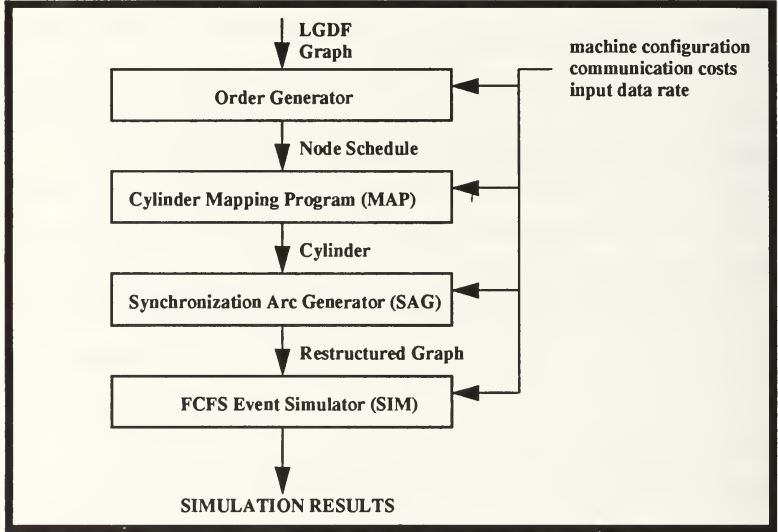 LGDF
Graph
machine configuration
communication costs
input data rate
Order Generator
Node Schedule
Cylinder Mapping Program (MAP)
Cylinder
Synchronization Arc Generator (SAG)
Restructured Graph
FCFS Event Simulator (SIM)
SIMULATION RESULTS